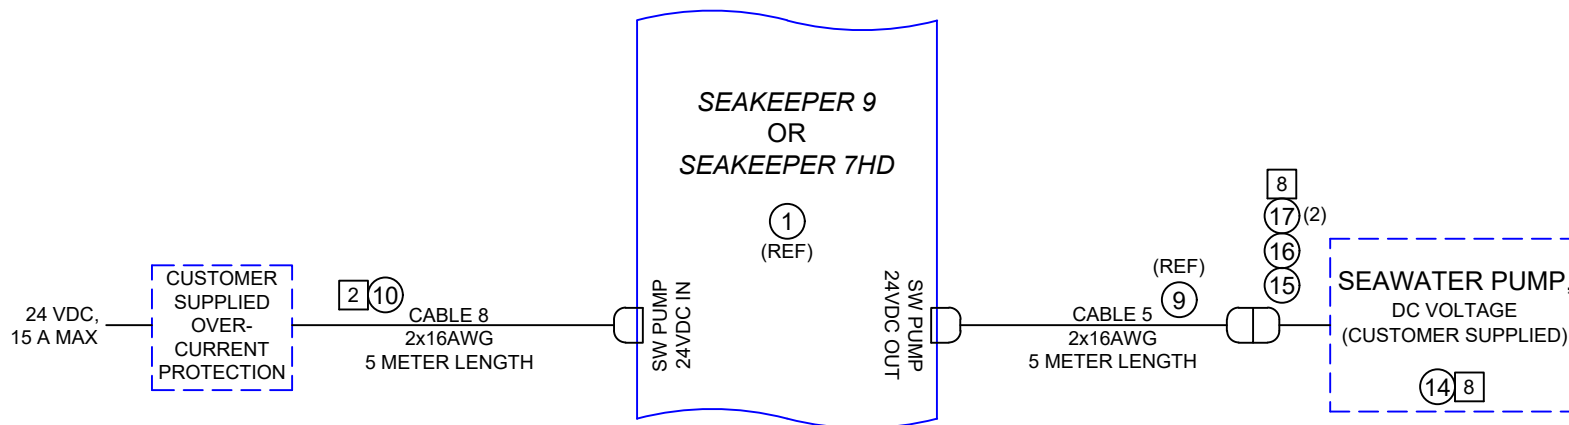 24 VDC,
15 A MAX
CUSTOMER
SUPPLIED
OVER-
CURRENT
PROTECTION
2 10
CABLE 8
2x16AWG
5 METER LENGTH
SEAKEEPER 9
OR
SEAKEEPER 7HD
1
(REF)
SW PUMP
24VDC IN
SW PUMP
24VDC OUT
(REF)
9
CABLE 5
2x16AWG
5 METER LENGTH
8
17 (2)
16
15
SEAWATER PUMP,
DC VOLTAGE
(CUSTOMER SUPPLIED)
14 8